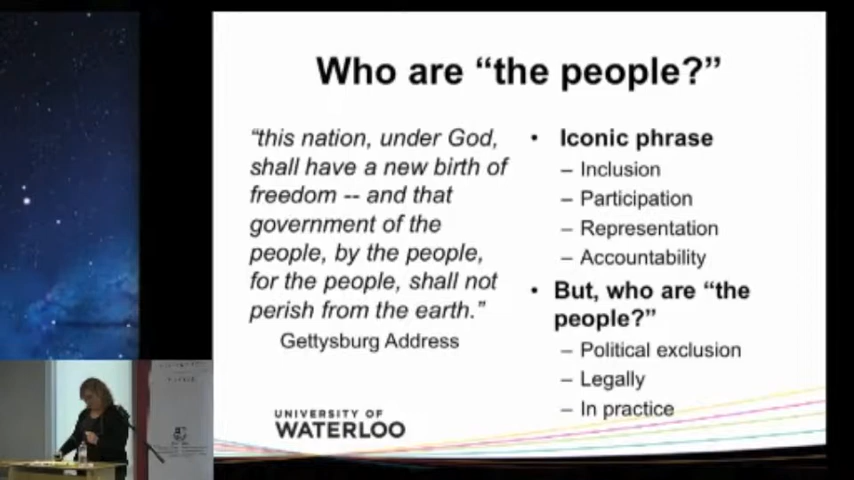 Who are “the people?”
“this nation, under God,
shall have a new birth of
freedom -- and that
government of the
people, by the people,
for the people, shall not
perish from the earth.”
Gettysburg Address
• Iconic phrase
– Inclusion
– Participation
– Representation
– Accountability
• But, who are “the
people?”
– Political exclusion
– Legally
– In practice
UNIVERSITY OF
WATERLOO